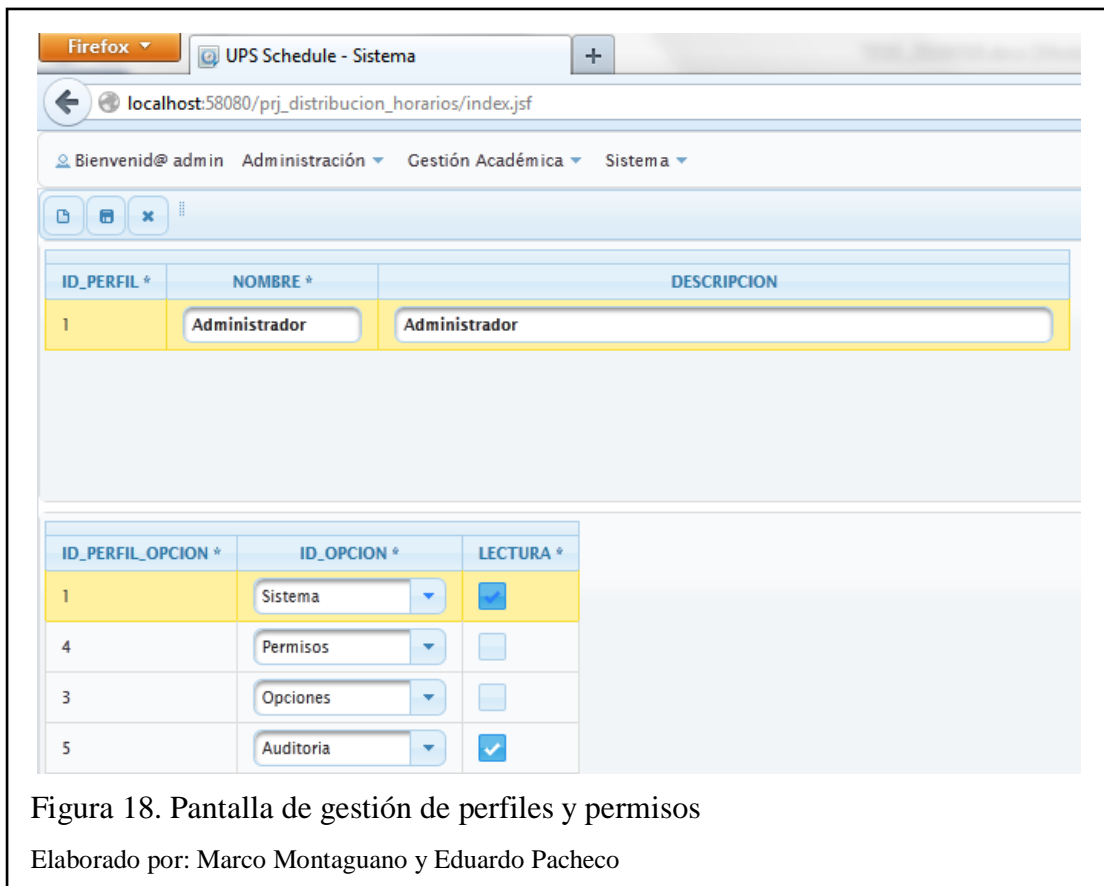 Firefox
UPS Schedule - Sistema
localhost:58080/prj_distribucion_horarios/index.jsf
Bienvenid@ admin Administración Gestión Académica Sistema
ID_PERFIL * NOMBRE * DESCRIPCION
1 Administrador Administrador
ID_PERFIL_OPCION * ID_OPCION * LECTURA *
1 Sistema
4 Permisos
3 Opciones
5 Auditoria
Figura 18. Pantalla de gestión de perfiles y permisos
Elaborado por: Marco Montaguano y Eduardo Pacheco